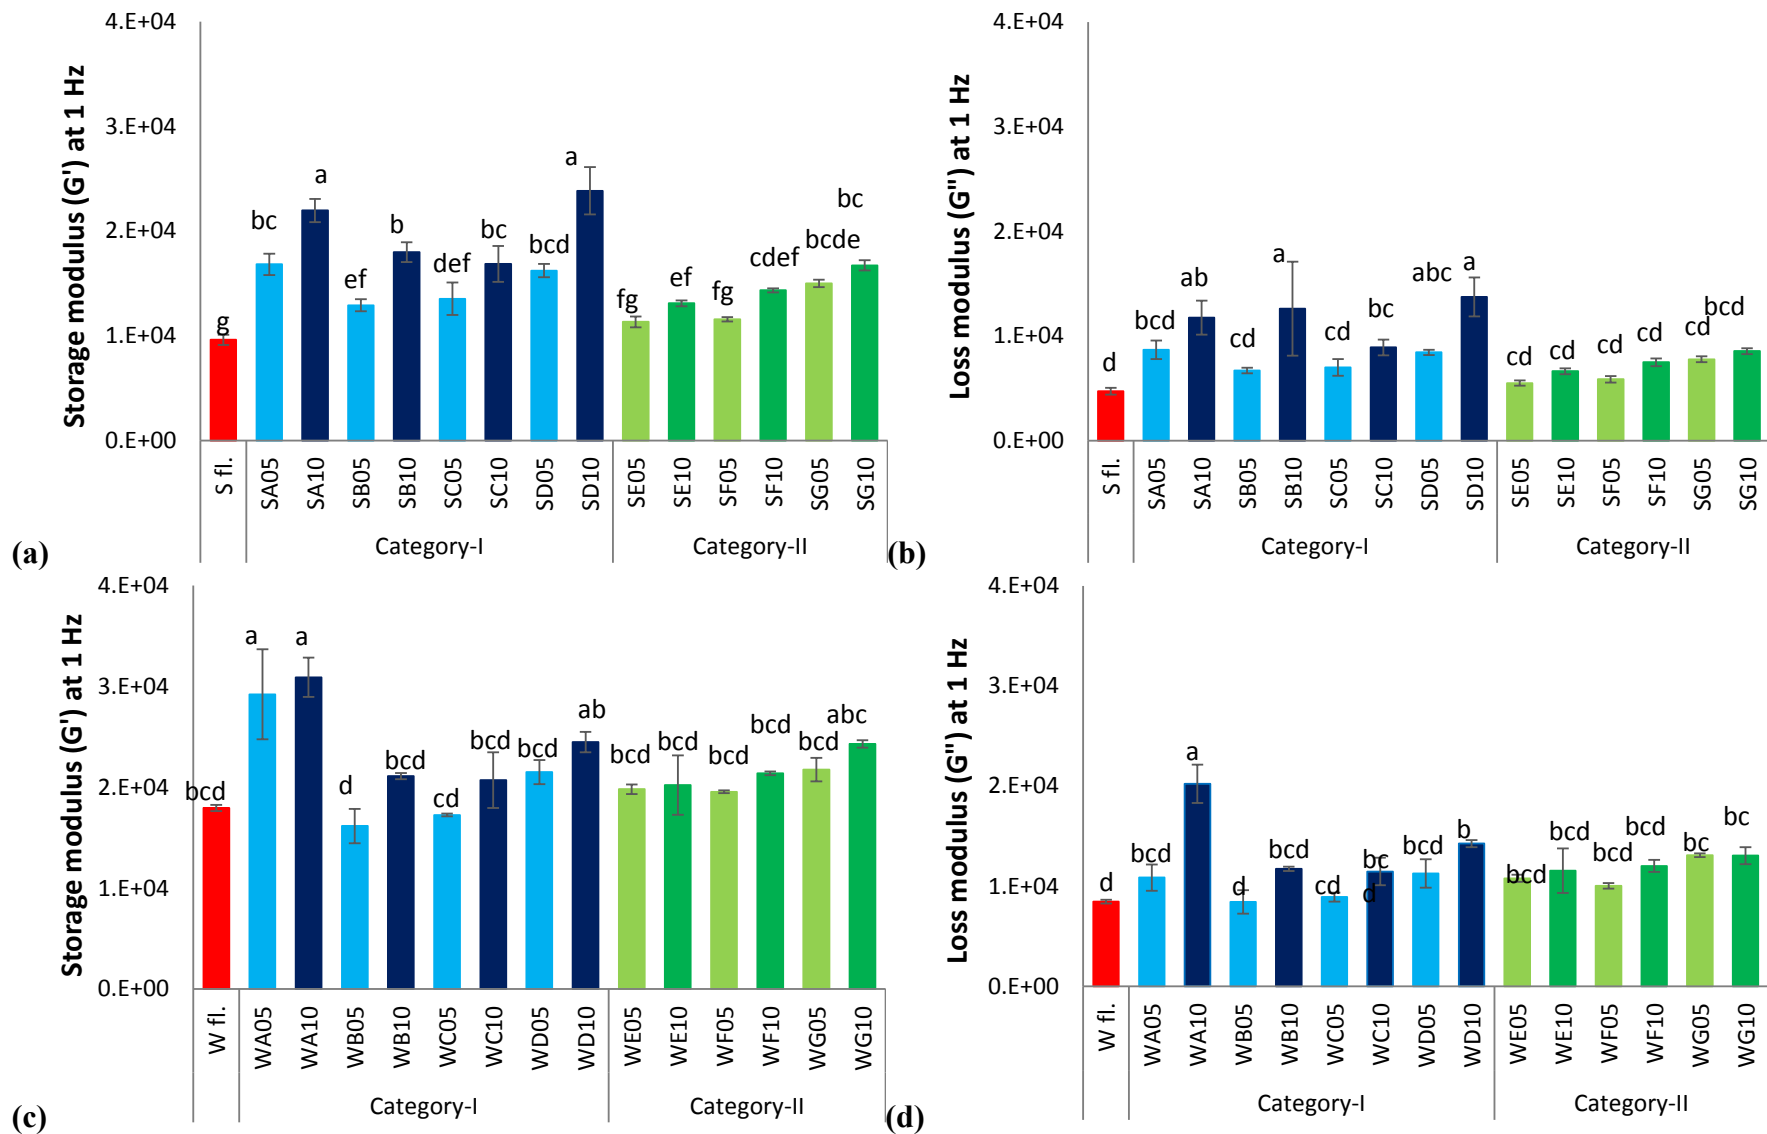 4.E+04
3.E+04
2.E+04
1.E+04
0.E+00
Storage modulus (G') at 1 Hz
g
bc
a
ef
b
def
bc
bcd
a
fg
ef
fg
cdef
bcde
bc
S fl.
SA05
SA10
SB05
SB10
SC05
SC10
SD05
SD10
SE05
SE10
SF05
SF10
SG05
SG10
Category-I
Category-II
(a)
4.E+04
3.E+04
2.E+04
1.E+04
0.E+00
Loss modulus (G") at 1 Hz
d
bcd
ab
cd
a
cd
bc
abc
a
cd
cd
cd
cd
cd
bcd
S fl.
SA05
SA10
SB05
SB10
SC05
SC10
SD05
SD10
SE05
SE10
SF05
SF10
SG05
SG10
Category-I
Category-II
(b)
4.E+04
3.E+04
2.E+04
1.E+04
0.E+00
Storage modulus (G') at 1 Hz
bcd
a
a
d
bcd
cd
bcd
bcd
ab
bcd
bcd
bcd
bcd
bcd
abc
W fl.
WA05
WA10
WB05
WB10
WC05
WC10
WD05
WD10
WE05
WE10
WF05
WF10
WG05
WG10
Category-I
Category-II
(c)
4.E+04
3.E+04
2.E+04
1.E+04
0.E+00
Loss modulus (G") at 1 Hz
d
bcd
a
d
bcd
cd
bc
d
bcd
b
bcd
bcd
bcd
bcd
bc
bc
W fl.
WA05
WA10
WB05
WB10
WC05
WC10
WD05
WD10
WE05
WE10
WF05
WF10
WG05
WG10
Category-I
Category-II
(d)